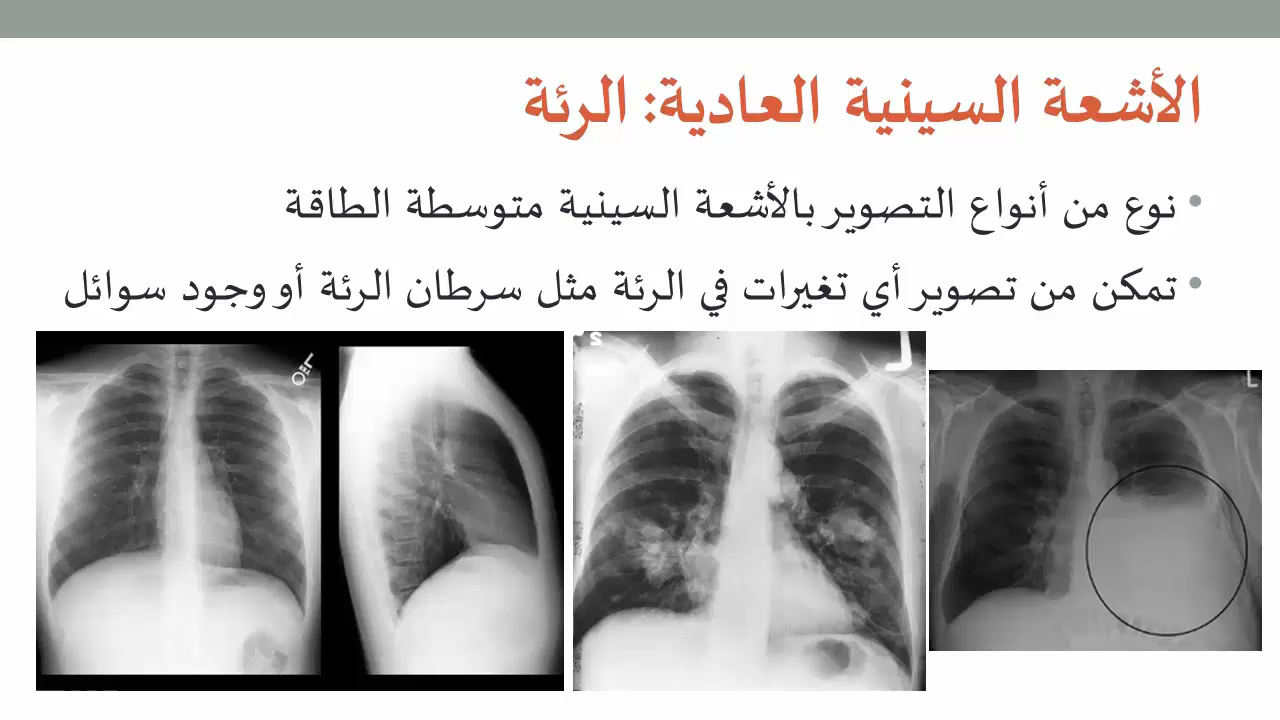 الأشعة السينية العادية: الرئة
• نوع من أنواع التصوير بالأشعة السينية متوسطة الطاقة
• تمكن من تصوير أي تغيرات في الرئة مثل سرطان الرئة أو وجود سوائل
L
L